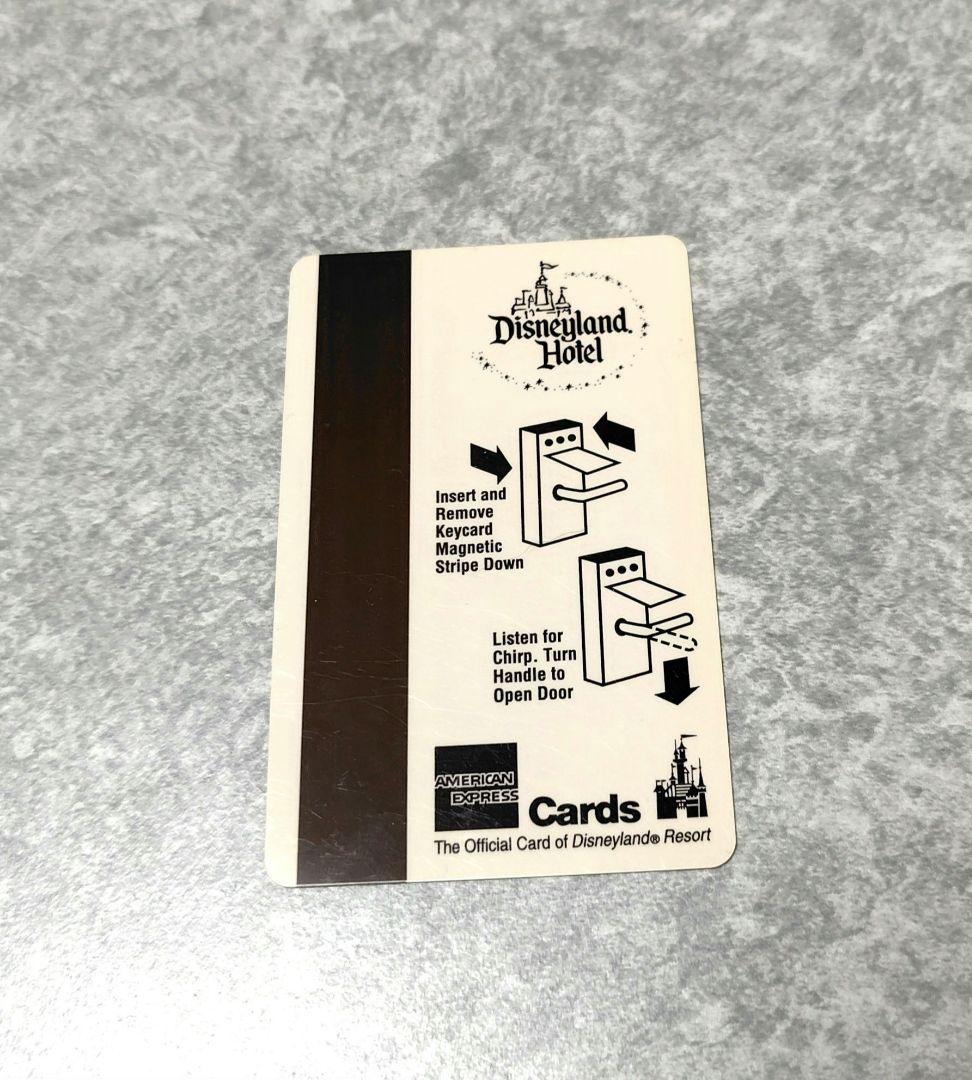 Disneyland.
Hotel
Insert and
Remove
Keycard
Magnetic
Stripe Down
Listen for
Chirp. Turn
Handle to
Open Door
AMERICAN
EXPRESS
Cards
The Official Card of Disneyland® Resort